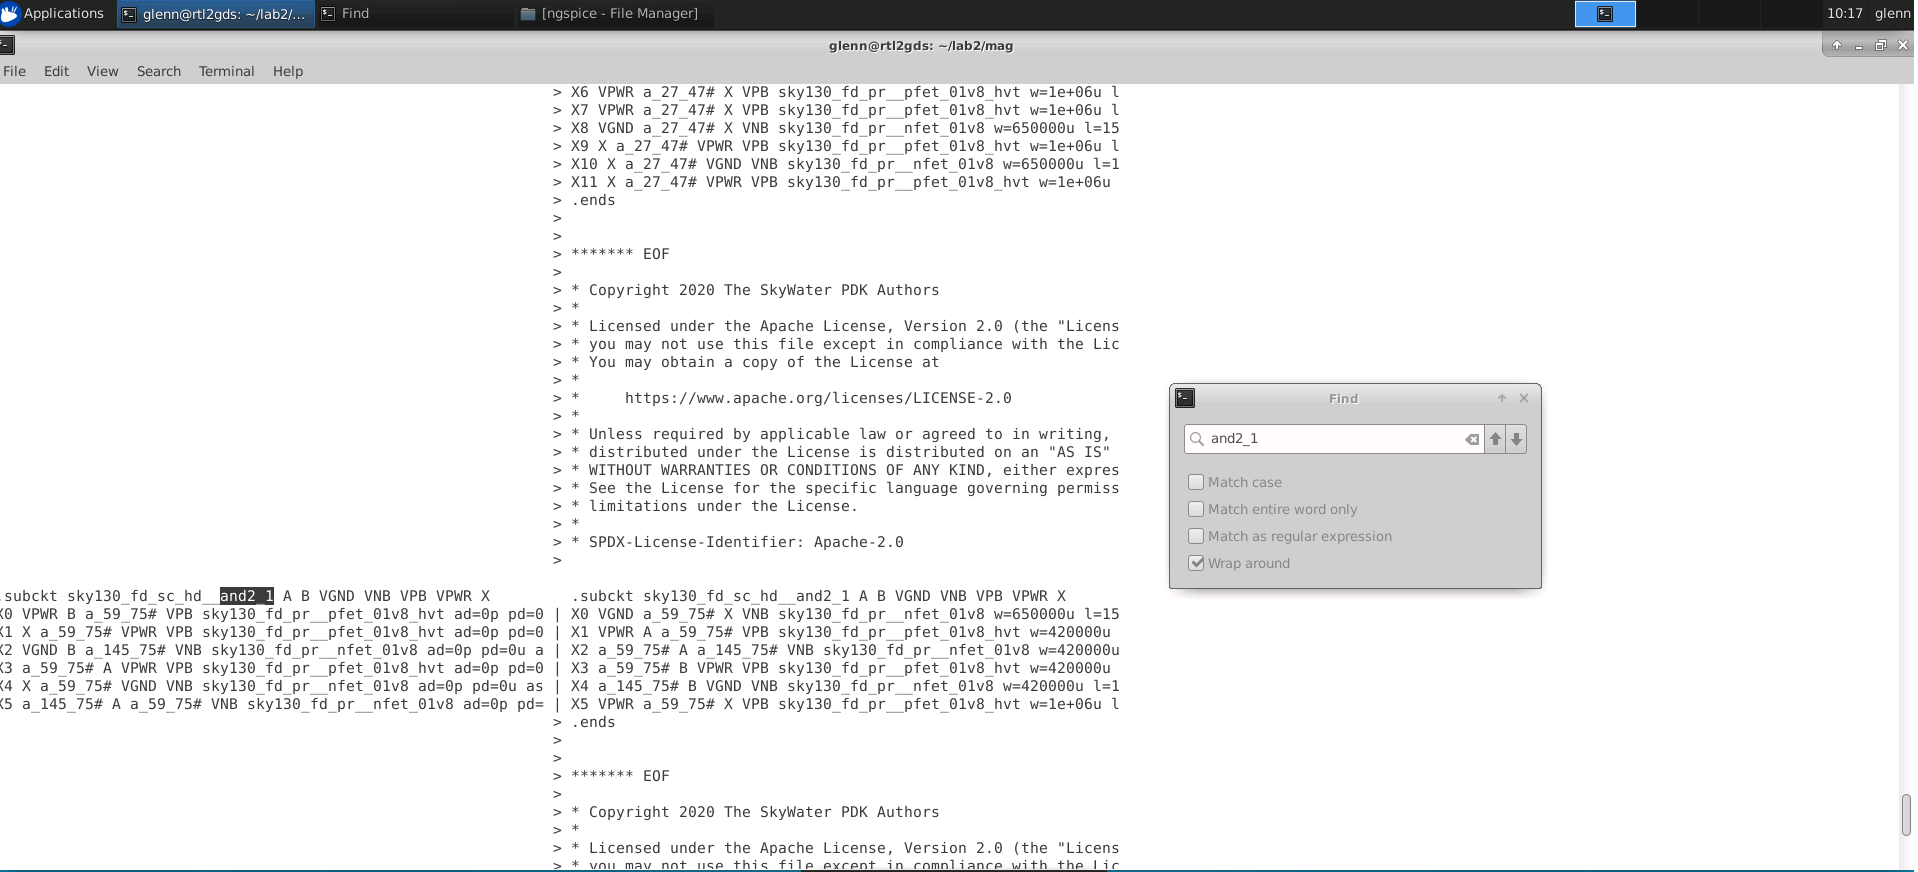 Applications
glenn@rtl2gds: ~/lab2/...
Find
[ngspice - File Manager]
10:17 glenn
glenn@rtl2gds: ~/lab2/mag
File Edit View Search Terminal Help
> X6 VPWR a_27_47# X VPB sky130_fd_pr__pfet_01v8_hvt w=1e+06u l
> X7 VPWR a_27_47# X VPB sky130_fd_pr__pfet_01v8_hvt w=1e+06u l
> X8 VGND a_27_47# X VNB sky130_fd_pr__nfet_01v8 w=650000u l=15
> X9 X a_27_47# VPWR VPB sky130_fd_pr__pfet_01v8_hvt w=1e+06u l
> X10 X a_27_47# VGND VNB sky130_fd_pr__nfet_01v8 w=650000u l=1
> X11 X a_27_47# VPWR VPB sky130_fd_pr__pfet_01v8_hvt w=1e+06u
> .ends
>
>
> ******* EOF
>
> * Copyright 2020 The SkyWater PDK Authors
> *
> * Licensed under the Apache License, Version 2.0 (the "Licens
> * you may not use this file except in compliance with the Lic
> * You may obtain a copy of the License at
> *
> *     https://www.apache.org/licenses/LICENSE-2.0
> *
> * Unless required by applicable law or agreed to in writing,
> * distributed under the License is distributed on an "AS IS"
> * WITHOUT WARRANTIES OR CONDITIONS OF ANY KIND, either expres
> * See the License for the specific language governing permiss
> * limitations under the License.
> *
> * SPDX-License-Identifier: Apache-2.0
>
.subckt sky130_fd_sc_hd__and2_1 A B VGND VNB VPB VPWR X .subckt sky130_fd_sc_hd__and2_1 A B VGND VNB VPB VPWR X
X0 VPWR B a_59_75# VPB sky130_fd_pr__pfet_01v8_hvt ad=0p pd=0 | X0 VGND a_59_75# X VNB sky130_fd_pr__nfet_01v8 w=650000u l=15
X1 X a_59_75# VPWR VPB sky130_fd_pr__pfet_01v8_hvt ad=0p pd=0 | X1 VPWR A a_59_75# VPB sky130_fd_pr__pfet_01v8_hvt w=420000u
X2 VGND B a_145_75# VNB sky130_fd_pr__nfet_01v8 ad=0p pd=0u a | X2 a_59_75# A a_145_75# VNB sky130_fd_pr__nfet_01v8 w=420000u
X3 a_59_75# A VPWR VPB sky130_fd_pr__pfet_01v8_hvt ad=0p pd=0 | X3 a_59_75# B VPWR VPB sky130_fd_pr__pfet_01v8_hvt w=420000u
X4 X a_59_75# VGND VNB sky130_fd_pr__nfet_01v8 ad=0p pd=0u as | X4 a_145_75# B VGND VNB sky130_fd_pr__nfet_01v8 w=420000u l=1
X5 a_145_75# A a_59_75# VNB sky130_fd_pr__nfet_01v8 ad=0p pd= | X5 VPWR a_59_75# X VPB sky130_fd_pr__pfet_01v8_hvt w=1e+06u l
> .ends
>
>
> ******* EOF
>
> * Copyright 2020 The SkyWater PDK Authors
> *
> * Licensed under the Apache License, Version 2.0 (the "Licens
> * you may not use this file except in compliance with the Lic
Find
and2_1
Match case
Match entire word only
Match as regular expression
Wrap around